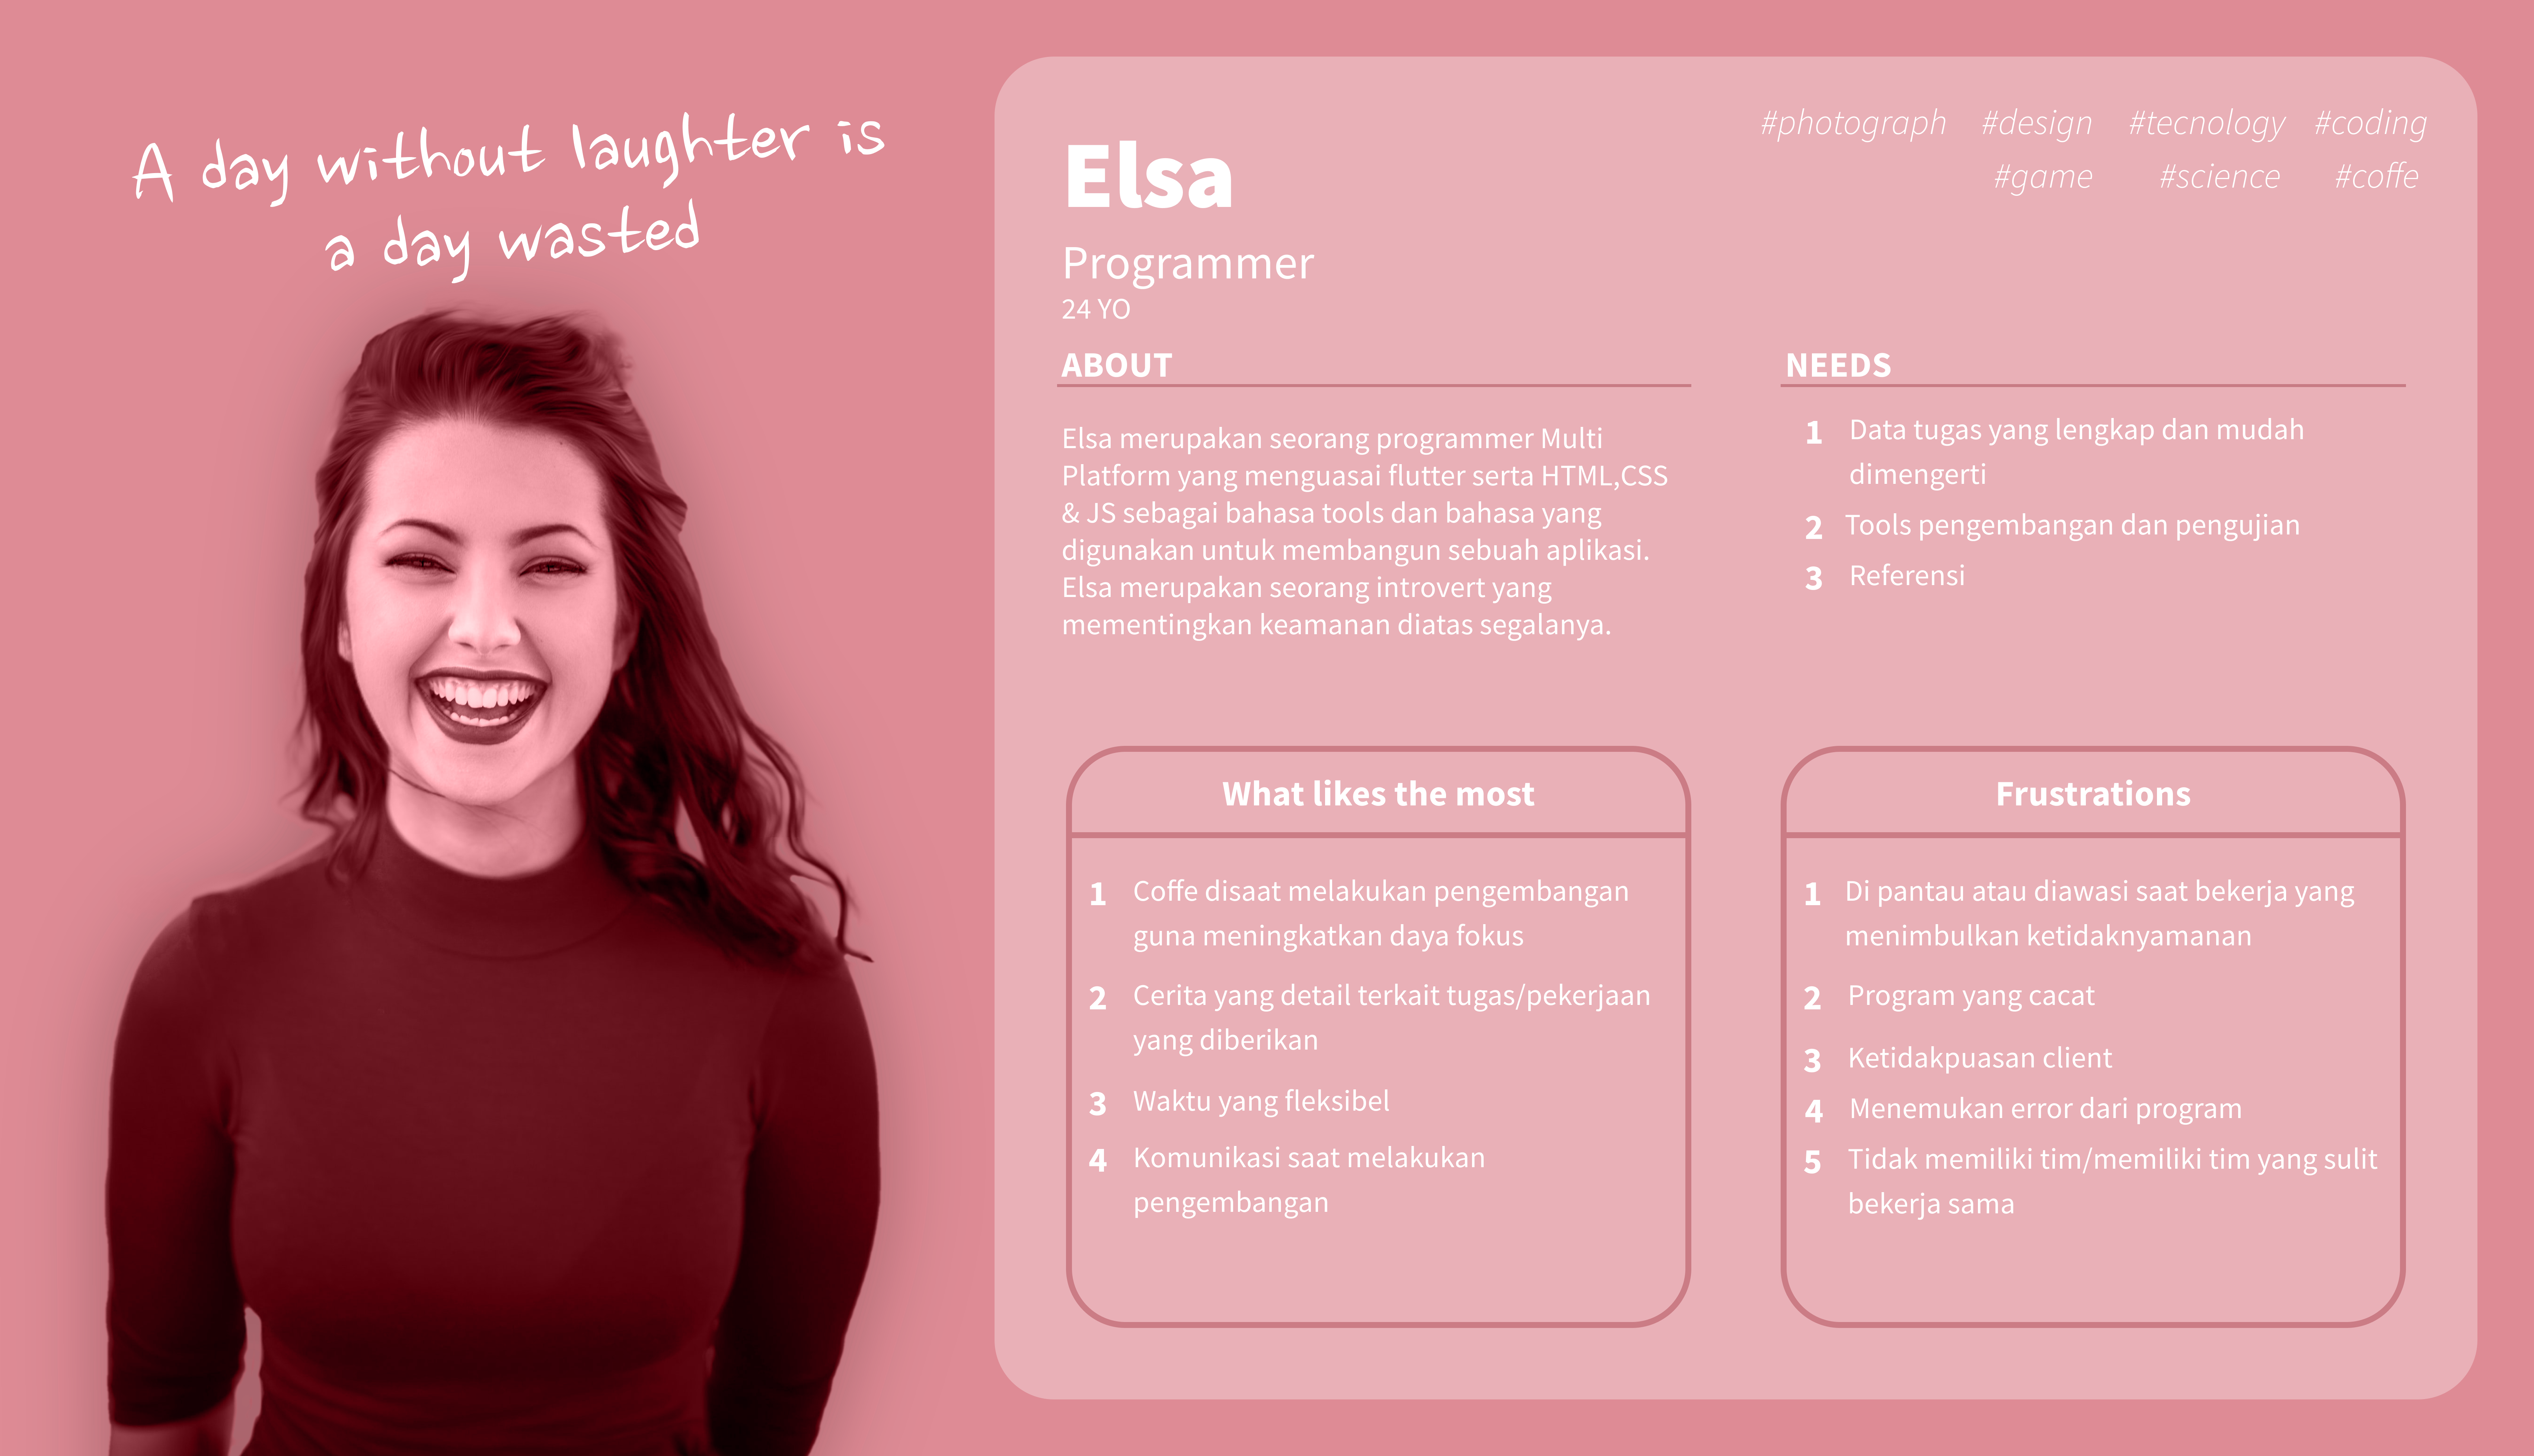 A day without laughter is
a day wasted
#photograph #design #tecnology #coding
#game #science #coffe
Elsa
Programmer
24 YO
ABOUT
Elsa merupakan seorang programmer Multi
Platform yang menguasai flutter serta HTML,CSS
& JS sebagai bahasa tools dan bahasa yang
digunakan untuk membangun sebuah aplikasi.
Elsa merupakan seorang introvert yang
mementingkan keamanan diatas segalanya.
NEEDS
1 Data tugas yang lengkap dan mudah
dimengerti
2 Tools pengembangan dan pengujian
3 Referensi
What likes the most
1 Coffe disaat melakukan pengembangan
guna meningkatkan daya fokus
2 Cerita yang detail terkait tugas/pekerjaan
yang diberikan
3 Waktu yang fleksibel
4 Komunikasi saat melakukan
pengembangan
Frustrations
1 Di pantau atau diawasi saat bekerja yang
menimbulkan ketidaknyamanan
2 Program yang cacat
3 Ketidakpuasan client
4 Menemukan error dari program
5 Tidak memiliki tim/memiliki tim yang sulit
bekerja sama